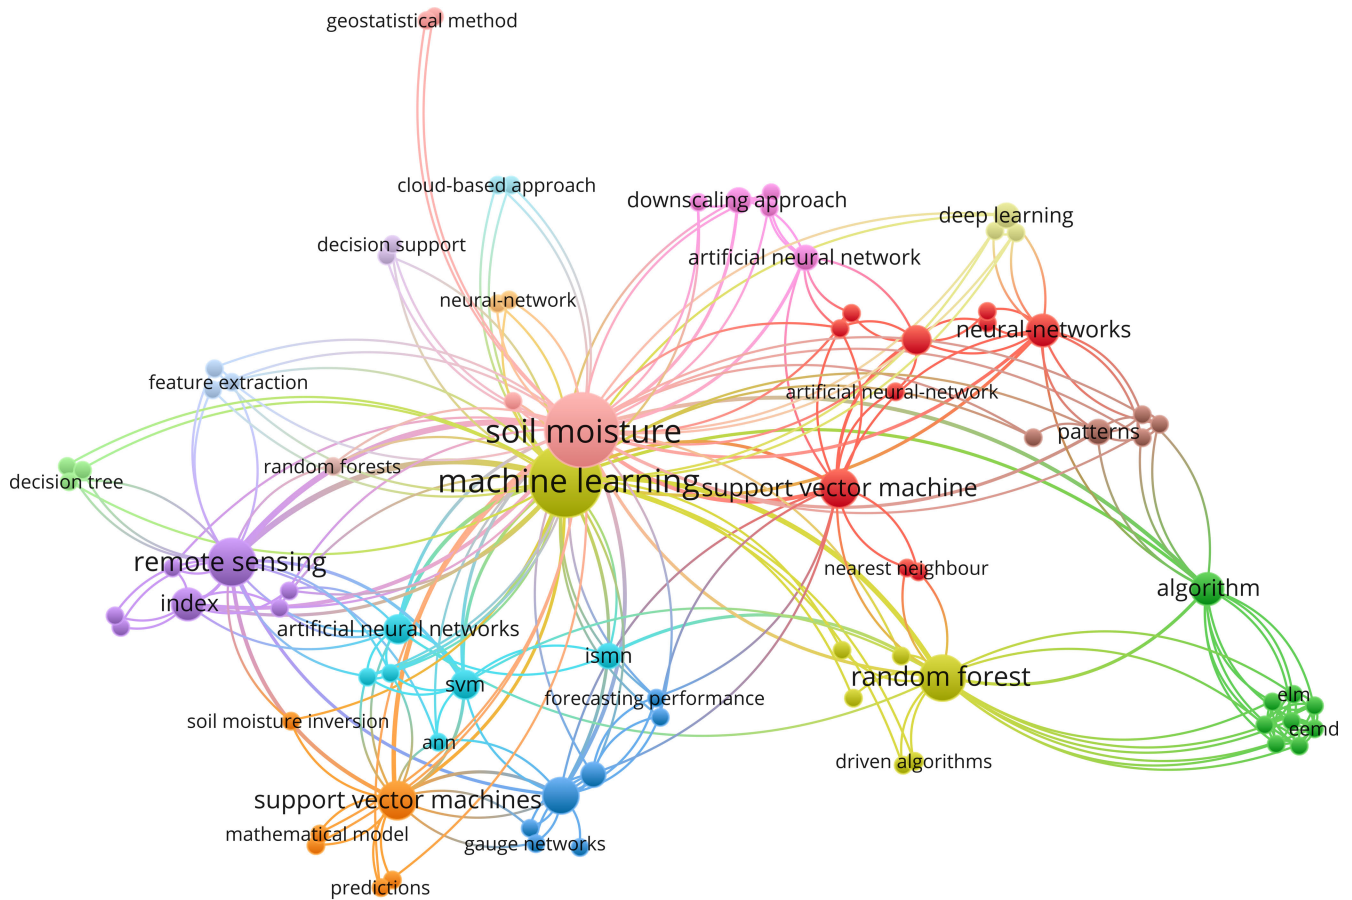 geostatistical method
cloud-based approach
downscaling approach
deep learning
decision support
artificial neural network
neural-network
neural-networks
feature extraction
artificial neural-network
soil moisture
patterns
random forests
decision tree
machine learning
support vector machine
remote sensing
nearest neighbour
algorithm
index
artificial neural networks
ismn
random forest
svm
forecasting performance
elm
soil moisture inversion
eemd
ann
driven algorithms
support vector machines
mathematical model
gauge networks
predictions